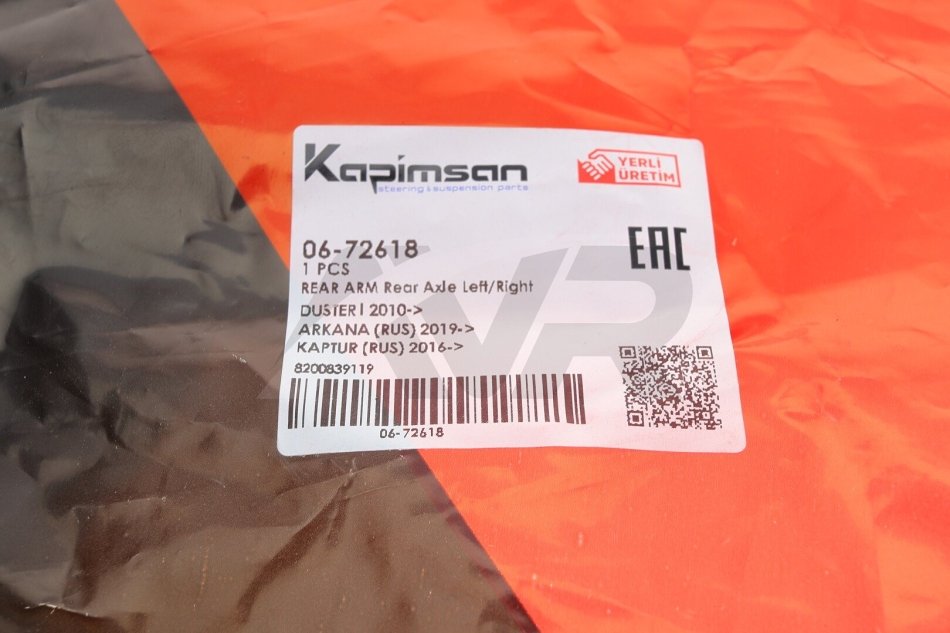 Kapimsan
steering & suspension parts
YERLİ
ÜRETİM
06-72618
1 PCS
EAC
REAR ARM Rear Axle Left/Right
DUSTER I 2010->
ARKANA (RUS) 2019->
KAPTUR (RUS) 2016->
8200839119
06-72618